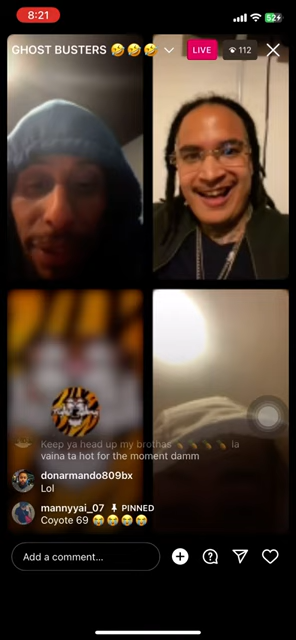 8:21
52
GHOST BUSTERS 🤣🤣🤣
LIVE
112
Keep ya head up my brothas la
vaina ta hot for the moment damm
donarmando809bx
Lol
mannyyai_07 PINNED
Coyote 69 😭😭😭😭
Add a comment...